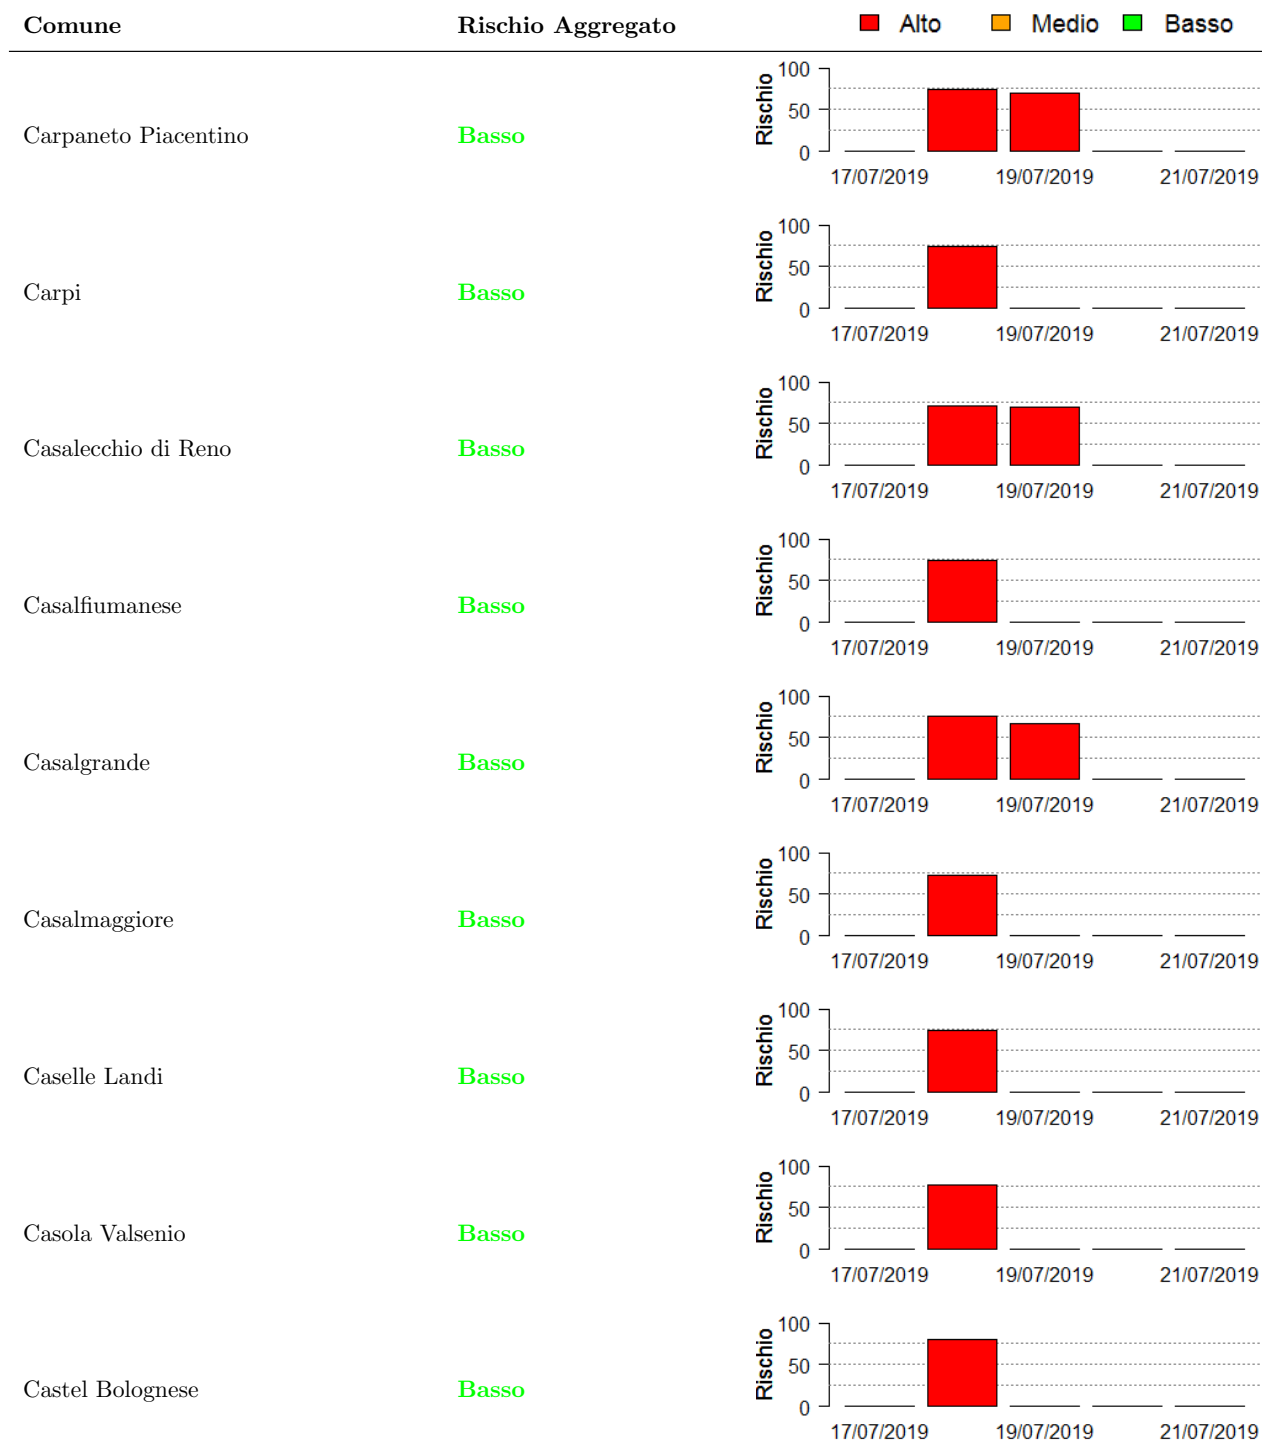 Comune Rischio Aggregato Alto Medio Basso
100
50
0
Rischio
Carpaneto Piacentino Basso
17/07/2019 19/07/2019 21/07/2019
100
50
0
Rischio
Carpi Basso
17/07/2019 19/07/2019 21/07/2019
100
50
0
Rischio
Casalecchio di Reno Basso
17/07/2019 19/07/2019 21/07/2019
100
50
0
Rischio
Casalfiumanese Basso
17/07/2019 19/07/2019 21/07/2019
100
50
0
Rischio
Casalgrande Basso
17/07/2019 19/07/2019 21/07/2019
100
50
0
Rischio
Casalmaggiore Basso
17/07/2019 19/07/2019 21/07/2019
100
50
0
Rischio
Caselle Landi Basso
17/07/2019 19/07/2019 21/07/2019
100
50
0
Rischio
Casola Valsenio Basso
17/07/2019 19/07/2019 21/07/2019
100
50
0
Rischio
Castel Bolognese Basso
17/07/2019 19/07/2019 21/07/2019